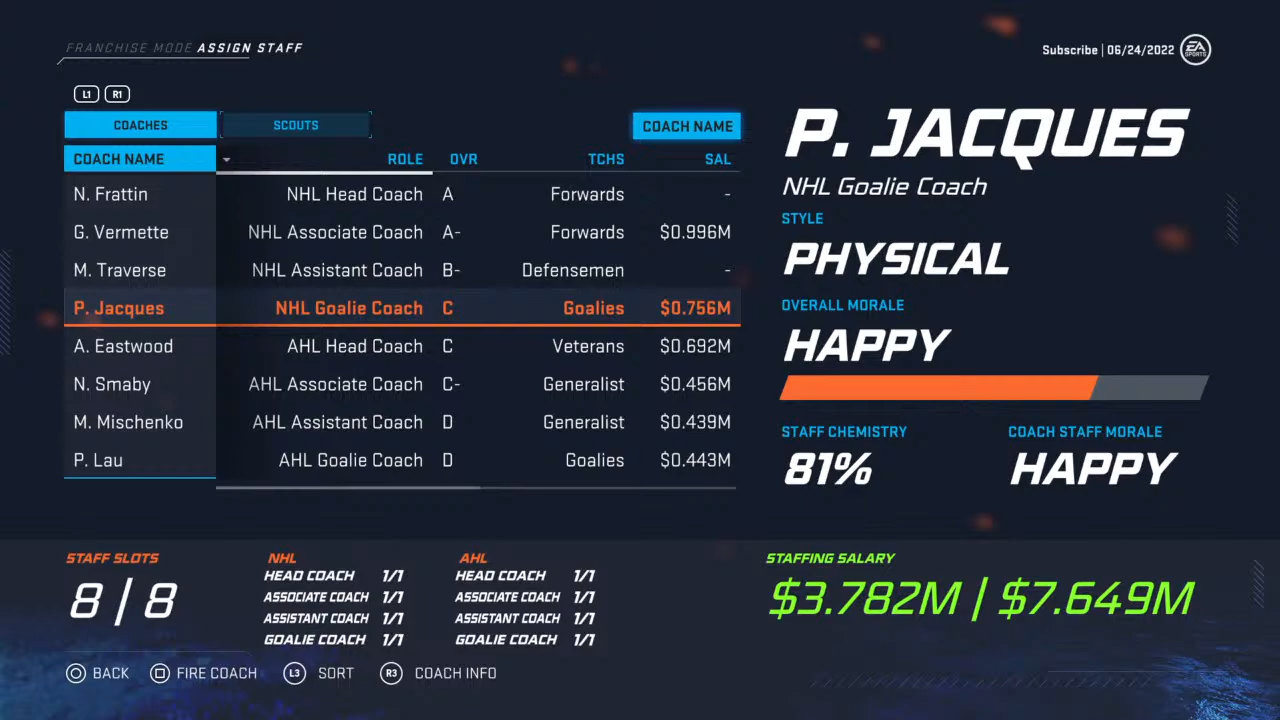 FRANCHISE MODE ASSIGN STAFF
Subscribe | 06/24/2022 EA SPORTS
L1 R1
COACHES SCOUTS COACH NAME
COACH NAME ROLE OVR TCHS SAL
N. Frattin NHL Head Coach A Forwards -
G. Vermette NHL Associate Coach A- Forwards $0.996M
M. Traverse NHL Assistant Coach B- Defensemen -
P. Jacques NHL Goalie Coach C Goalies $0.756M
A. Eastwood AHL Head Coach C Veterans $0.692M
N. Smaby AHL Associate Coach C- Generalist $0.456M
M. Mischenko AHL Assistant Coach D Generalist $0.439M
P. Lau AHL Goalie Coach D Goalies $0.443M
P. JACQUES
NHL Goalie Coach
STYLE
PHYSICAL
OVERALL MORALE
HAPPY
STAFF CHEMISTRY COACH STAFF MORALE
81% HAPPY
STAFF SLOTS
8 / 8
NHL
HEAD COACH 1/1
ASSOCIATE COACH 1/1
ASSISTANT COACH 1/1
GOALIE COACH 1/1
AHL
HEAD COACH 1/1
ASSOCIATE COACH 1/1
ASSISTANT COACH 1/1
GOALIE COACH 1/1
STAFFING SALARY
$3.782M | $7.649M
BACK FIRE COACH L3 SORT R3 COACH INFO